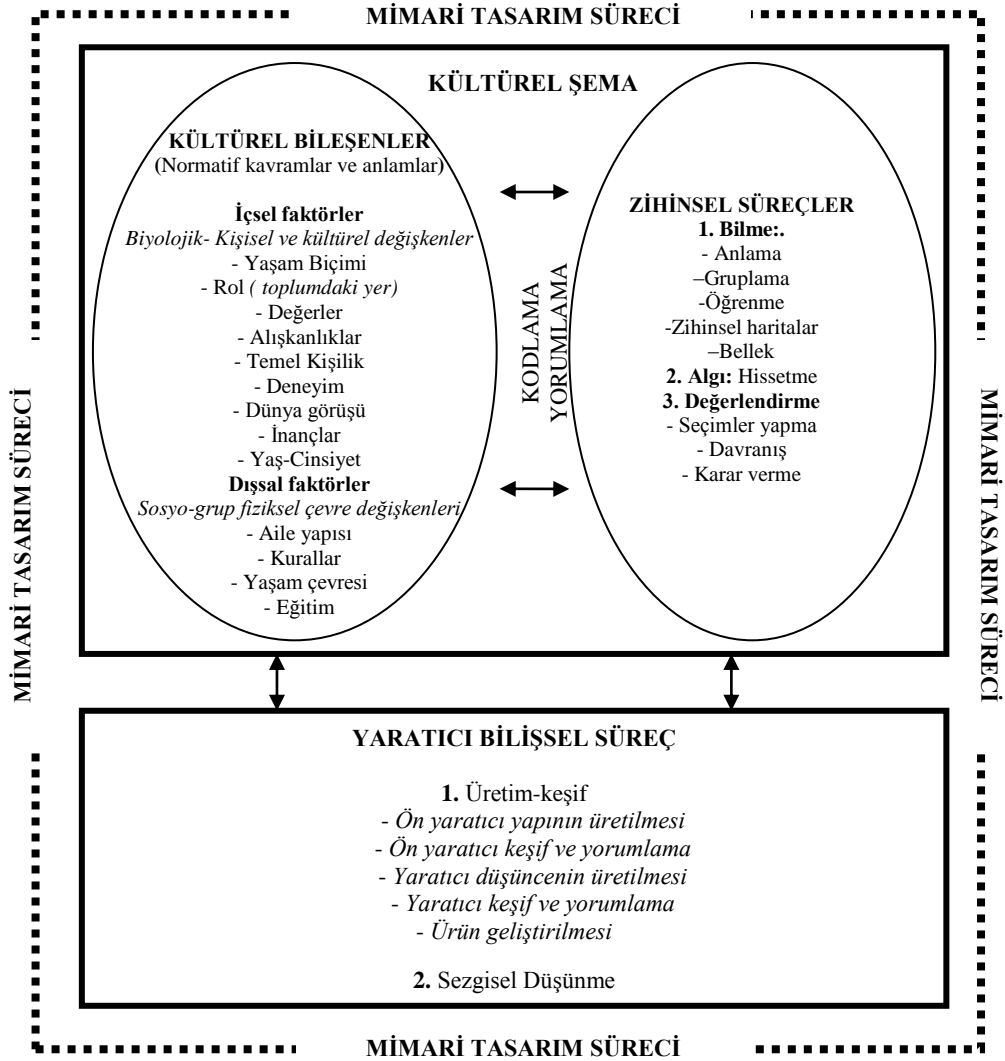 MİMARİ TASARIM SÜRECİ
KÜLTÜREL ŞEMA
KÜLTÜREL BİLEŞENLER
(Normatif kavramlar ve anlamlar)
İçsel faktörler
Biyolojik- Kişisel ve kültürel değişkenler
- Yaşam Biçimi
- Rol ( toplumdaki yer)
- Değerler
- Alışkanlıklar
- Temel Kişilik
- Deneyim
- Dünya görüşü
- İnançlar
- Yaş-Cinsiyet
Dışsal faktörler
Sosyo-grup fiziksel çevre değişkenleri
- Aile yapısı
- Kurallar
- Yaşam çevresi
- Eğitim
KODLAMA
YORUMLAMA
ZİHİNSEL SÜREÇLER
1. Bilme:.
- Anlama
–Gruplama
-Öğrenme
-Zihinsel haritalar
–Bellek
2. Algı: Hissetme
3. Değerlendirme
- Seçimler yapma
- Davranış
- Karar verme
MİMARİ TASARIM SÜRECİ
MİMARİ TASARIM SÜRECİ
YARATICI BİLİŞSEL SÜREÇ
1. Üretim-keşif
- Ön yaratıcı yapının üretilmesi
- Ön yaratıcı keşif ve yorumlama
- Yaratıcı düşüncenin üretilmesi
- Yaratıcı keşif ve yorumlama
- Ürün geliştirilmesi
2. Sezgisel Düşünme
MİMARİ TASARIM SÜRECİ